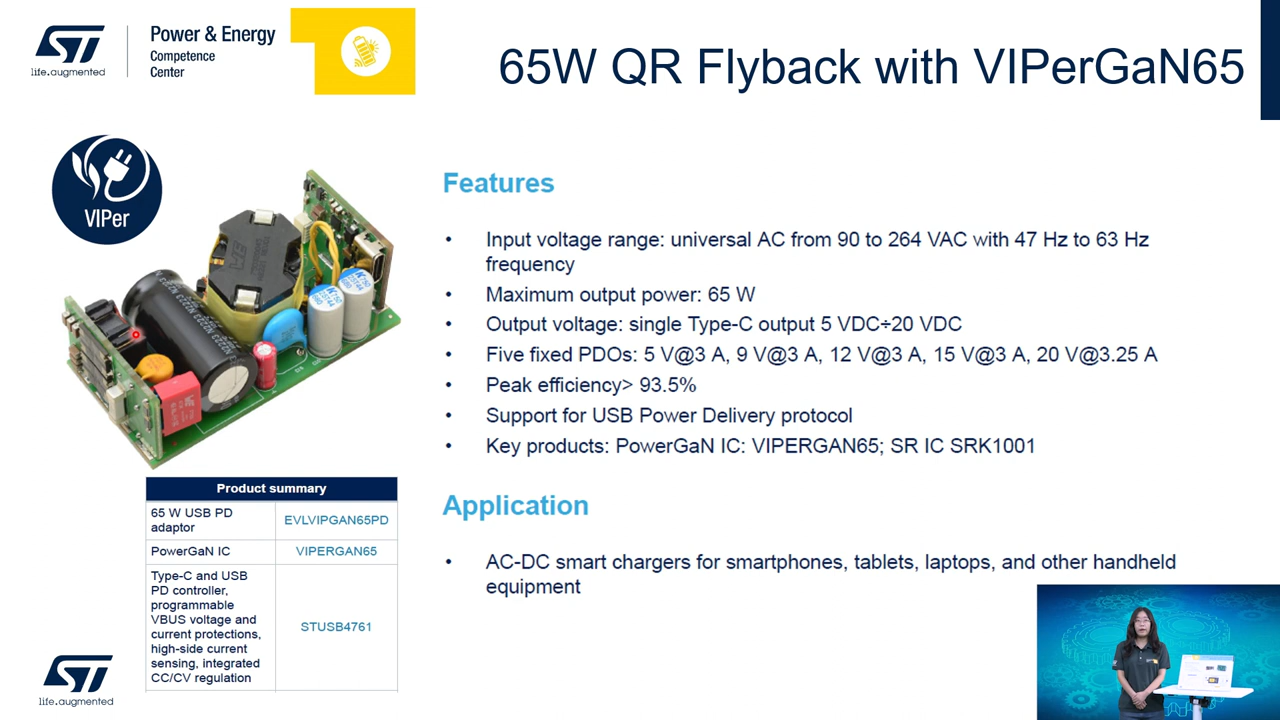 ST
life.augmented
Power & Energy
Competence
Center
65W QR Flyback with VIPerGaN65
VIPer
Features
• Input voltage range: universal AC from 90 to 264 VAC with 47 Hz to 63 Hz
frequency
• Maximum output power: 65 W
• Output voltage: single Type-C output 5 VDC÷20 VDC
• Five fixed PDOs: 5 V@3 A, 9 V@3 A, 12 V@3 A, 15 V@3 A, 20 V@3.25 A
• Peak efficiency> 93.5%
• Support for USB Power Delivery protocol
• Key products: PowerGaN IC: VIPERGAN65; SR IC SRK1001
Application
• AC-DC smart chargers for smartphones, tablets, laptops, and other handheld
equipment
Product summary
65 W USB PD
adaptor
EVLVIPGAN65PD
PowerGaN IC
VIPERGAN65
Type-C and USB
PD controller,
programmable
VBUS voltage and
current protections,
high-side current
sensing, integrated
CC/CV regulation
STUSB4761
ST
life.augmented